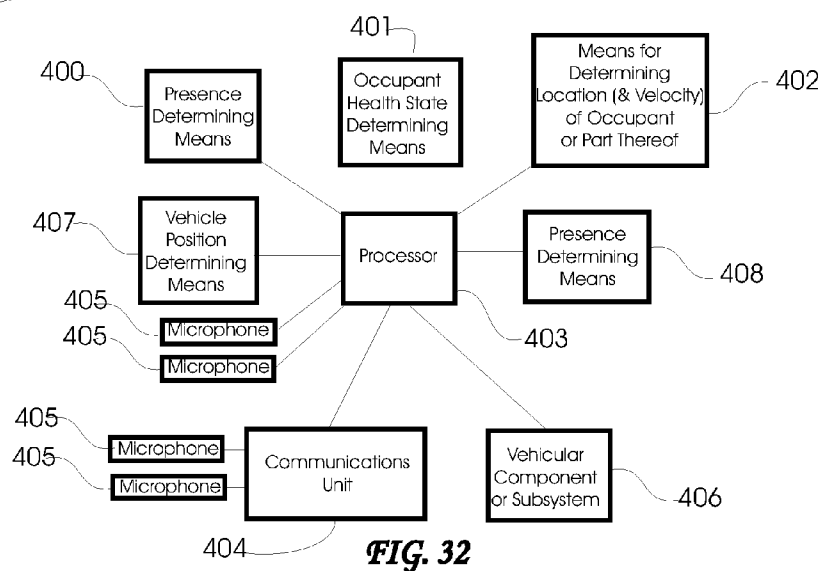 401
400
Presence
Determining
Means
Occupant
Health State
Determining
Means
Means for
Determining
Location (& Velocity)
of Occupant
or Part Thereof
402
407
Vehicle
Position
Determining
Means
Processor
403
Presence
Determining
Means
408
405
Microphone
405
Microphone
405
Microphone
405
Microphone
Communications
Unit
404
Vehicular
Component
or Subsystem
406
FIG. 32